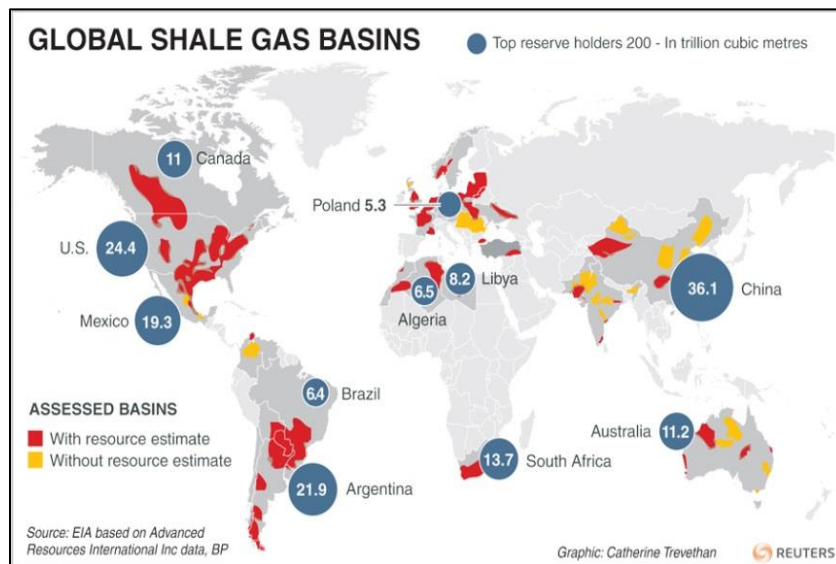 GLOBAL SHALE GAS BASINS
Top reserve holders 200 - In trillion cubic metres
11 Canada
Poland 5.3
U.S. 24.4
8.2 Libya
6.5
Algeria
36.1 China
Mexico 19.3
6.4 Brazil
ASSESSED BASINS
With resource estimate
Without resource estimate
Australia 11.2
13.7 South Africa
21.9 Argentina
Source: EIA based on Advanced
Resources International Inc data, BP
Graphic: Catherine Trevethan
REUTERS